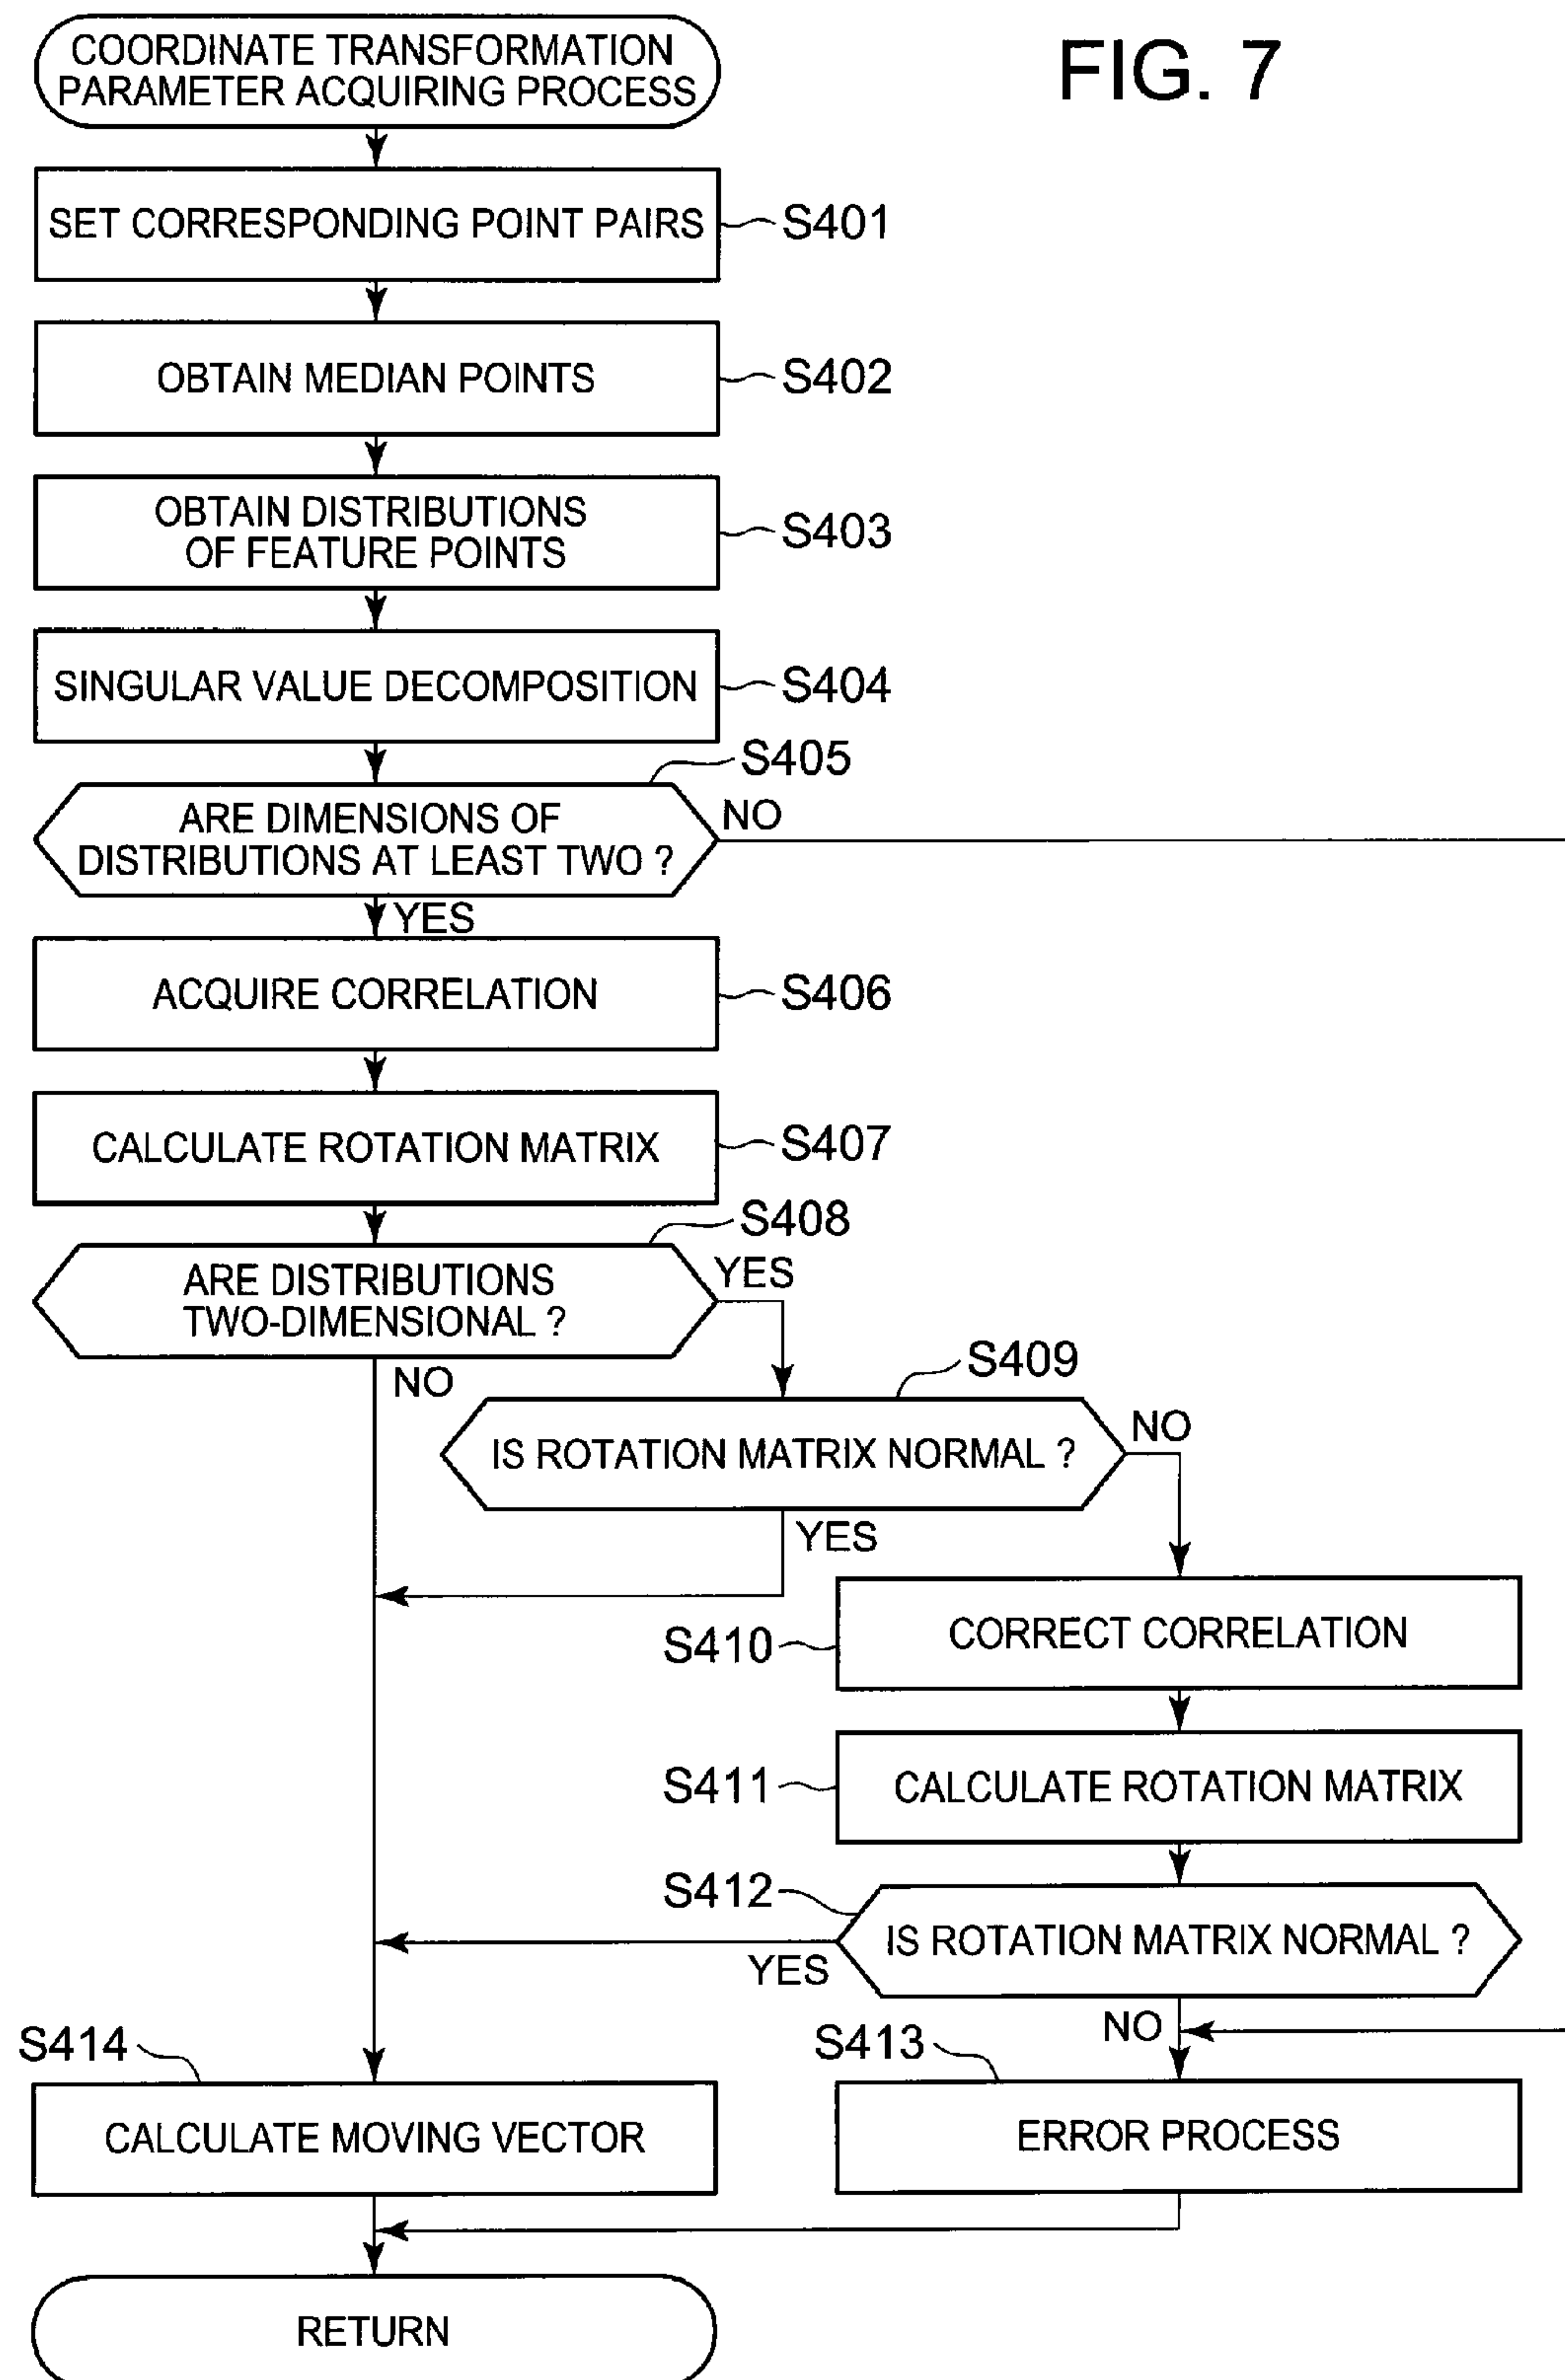 FIG. 7
COORDINATE TRANSFORMATION
PARAMETER ACQUIRING PROCESS
SET CORRESPONDING POINT PAIRS
S401
OBTAIN MEDIAN POINTS
S402
OBTAIN DISTRIBUTIONS
OF FEATURE POINTS
S403
SINGULAR VALUE DECOMPOSITION
S404
S405
ARE DIMENSIONS OF
DISTRIBUTIONS AT LEAST TWO ?
NO
YES
ACQUIRE CORRELATION
S406
CALCULATE ROTATION MATRIX
S407
S408
ARE DISTRIBUTIONS
TWO-DIMENSIONAL ?
YES
NO
S409
IS ROTATION MATRIX NORMAL ?
NO
YES
S410
CORRECT CORRELATION
S411
CALCULATE ROTATION MATRIX
S412
IS ROTATION MATRIX NORMAL ?
YES
NO
S414
CALCULATE MOVING VECTOR
S413
ERROR PROCESS
RETURN